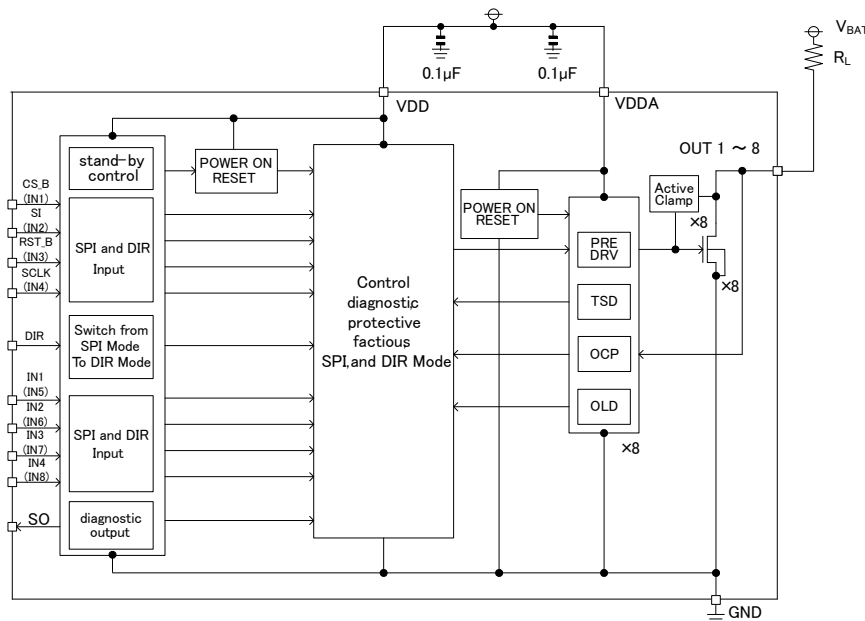 VBAT
RL
0.1μF
0.1μF
VDD
VDDA
OUT 1 ~ 8
stand-by
control
POWER ON
RESET
Active
Clamp
×8
CS_B
(IN1)
SI
(IN2)
RST_B
(IN3)
SCLK
(IN4)
SPI and DIR
Input
POWER ON
RESET
PRE
DRV
×8
Control
diagnostic,
protective
factious
SPI,and DIR Mode
TSD
DIR
Switch from
SPI Mode
To DIR Mode
OCP
IN1
(IN5)
IN2
(IN6)
IN3
(IN7)
IN4
(IN8)
SPI and DIR
Input
OLD
×8
SO
diagnostic
output
GND